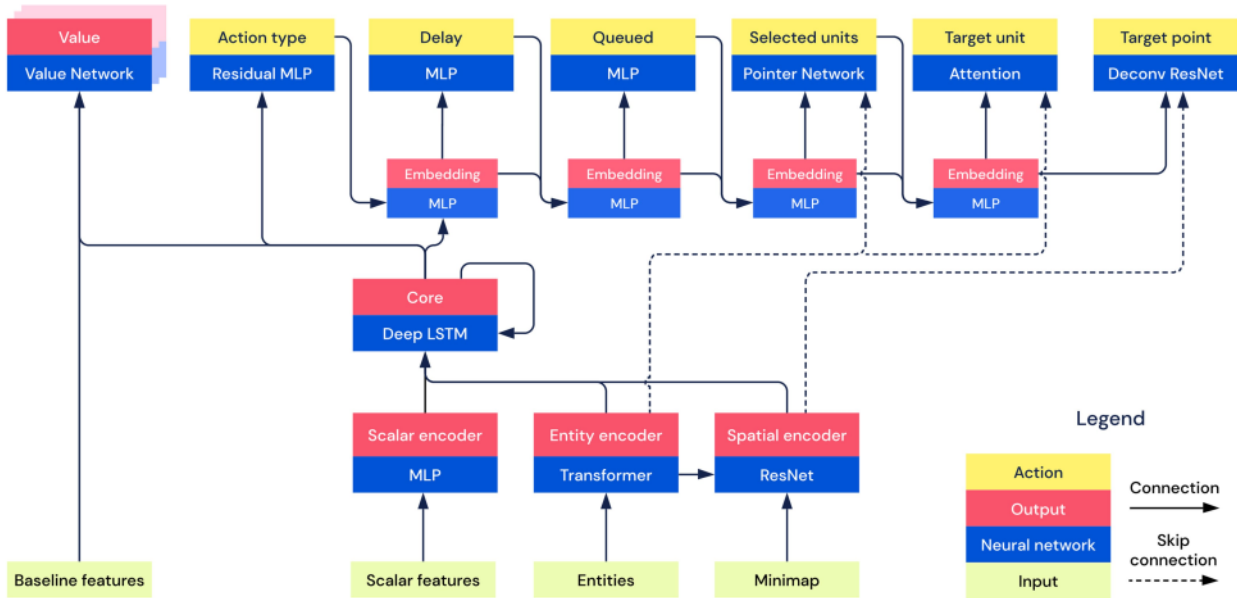 Value
Value Network
Action type
Residual MLP
Delay
MLP
Queued
MLP
Selected units
Pointer Network
Target unit
Attention
Target point
Deconv ResNet
Embedding
MLP
Embedding
MLP
Embedding
MLP
Embedding
MLP
Core
Deep LSTM
Scalar encoder
MLP
Entity encoder
Transformer
Spatial encoder
ResNet
Baseline features
Scalar features
Entities
Minimap
Legend
Action
Output
Neural network
Input
Connection
Skip
connection